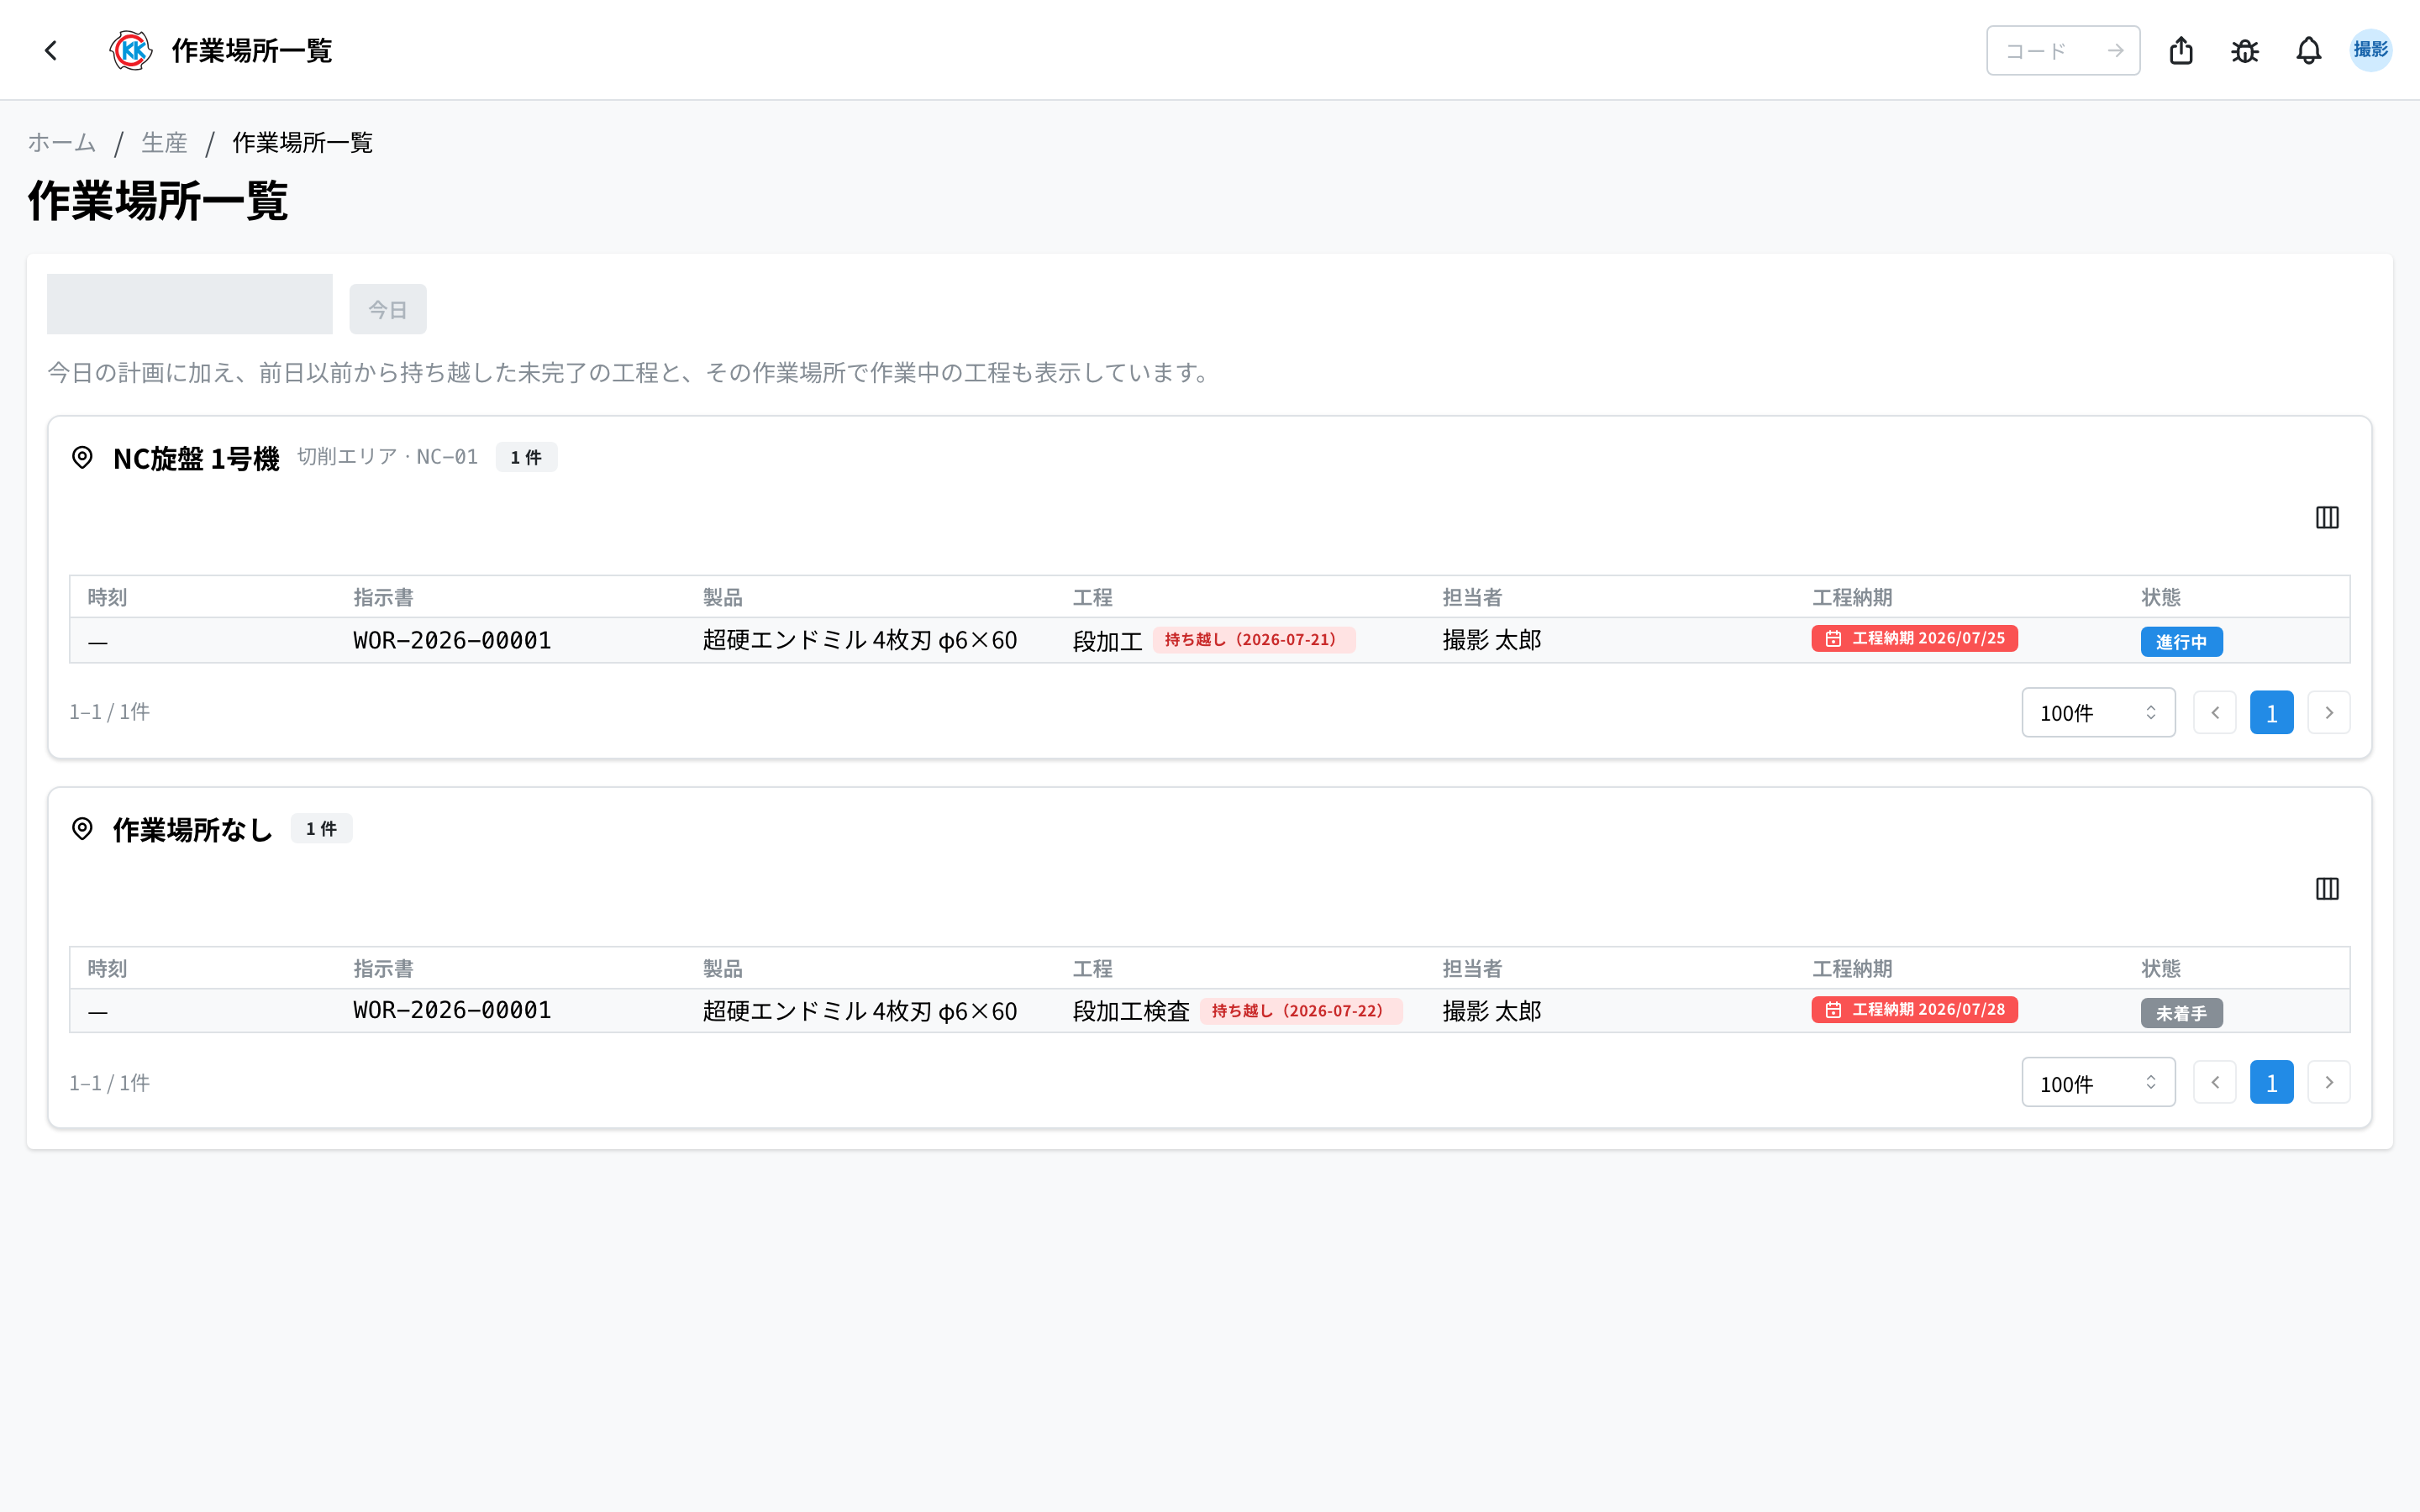 KK 作業場所一覧 コード 撮影
ホーム / 生産 / 作業場所一覧
作業場所一覧
今日
今日の計画に加え、前日以前から持ち越した未完了の工程と、その作業場所で作業中の工程も表示しています。
NC旋盤 1号機 切削エリア · NC-01 1 件
時刻 指示書 製品 工程 担当者 工程納期 状態
— WOR-2026-00001 超硬エンドミル 4枚刃 φ6×60 段加工 持ち越し（2026-07-21） 撮影 太郎 工程納期 2026/07/25 進行中
1–1 / 1件 100件 1
作業場所なし 1 件
時刻 指示書 製品 工程 担当者 工程納期 状態
— WOR-2026-00001 超硬エンドミル 4枚刃 φ6×60 段加工検査 持ち越し（2026-07-22） 撮影 太郎 工程納期 2026/07/28 未着手
1–1 / 1件 100件 1